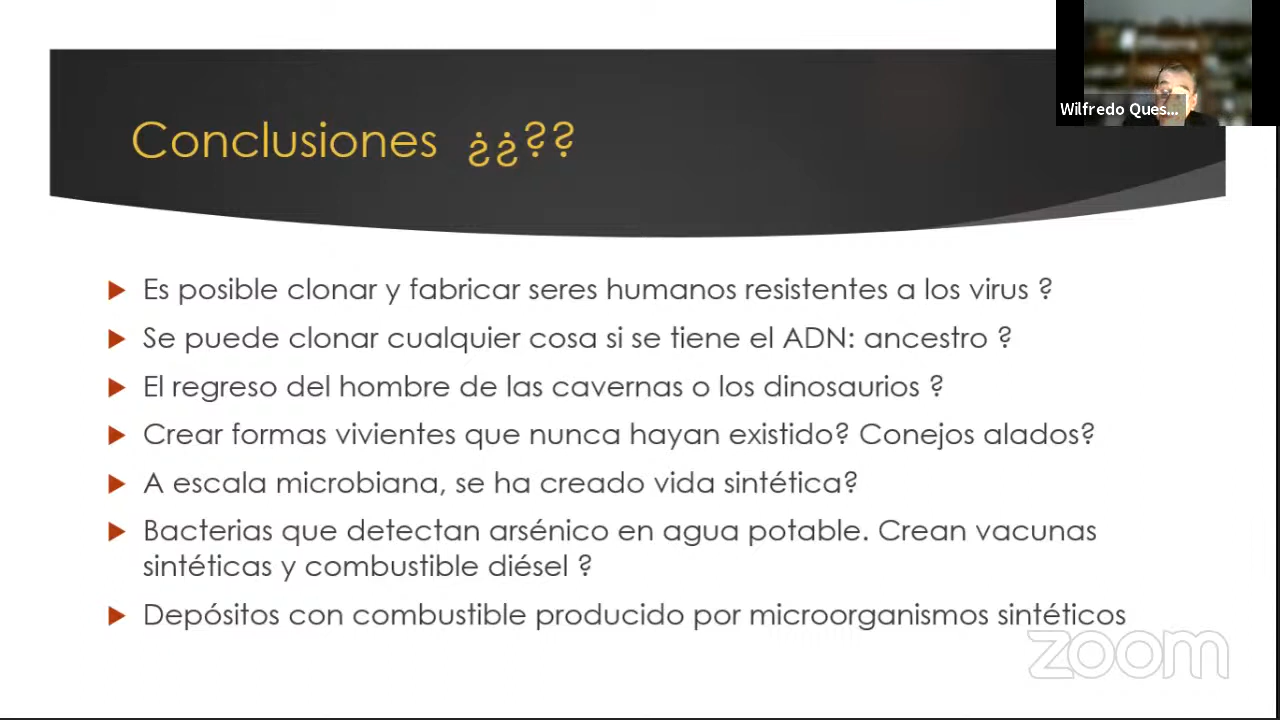 Wilfredo Ques...
Conclusiones ¿¿??
Es posible clonar y fabricar seres humanos resistentes a los virus ?
Se puede clonar cualquier cosa si se tiene el ADN: ancestro ?
El regreso del hombre de las cavernas o los dinosaurios ?
Crear formas vivientes que nunca hayan existido? Conejos alados?
A escala microbiana, se ha creado vida sintética?
Bacterias que detectan arsénico en agua potable. Crean vacunas
sintéticas y combustible diésel ?
Depósitos con combustible producido por microorganismos sintéticos
zoom